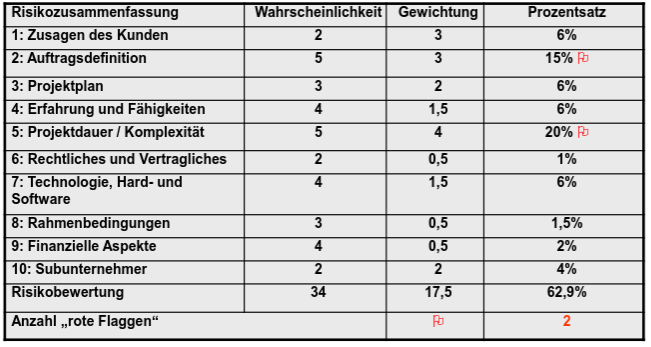 Risikozusammenfassung Wahrscheinlichkeit Gewichtung Prozentsatz
1: Zusagen des Kunden 2 3 6%
2: Auftragsdefinition 5 3 15%
3: Projektplan 3 2 6%
4: Erfahrung und Fähigkeiten 4 1,5 6%
5: Projektdauer / Komplexität 5 4 20%
6: Rechtliches und Vertragliches 2 0,5 1%
7: Technologie, Hard- und 4 1,5 6%
Software
8: Rahmenbedingungen 3 0,5 1,5%
9: Finanzielle Aspekte 4 0,5 2%
10: Subunternehmer 2 2 4%
Risikobewertung 34 17,5 62,9%
Anzahl „rote Flaggen“ 2